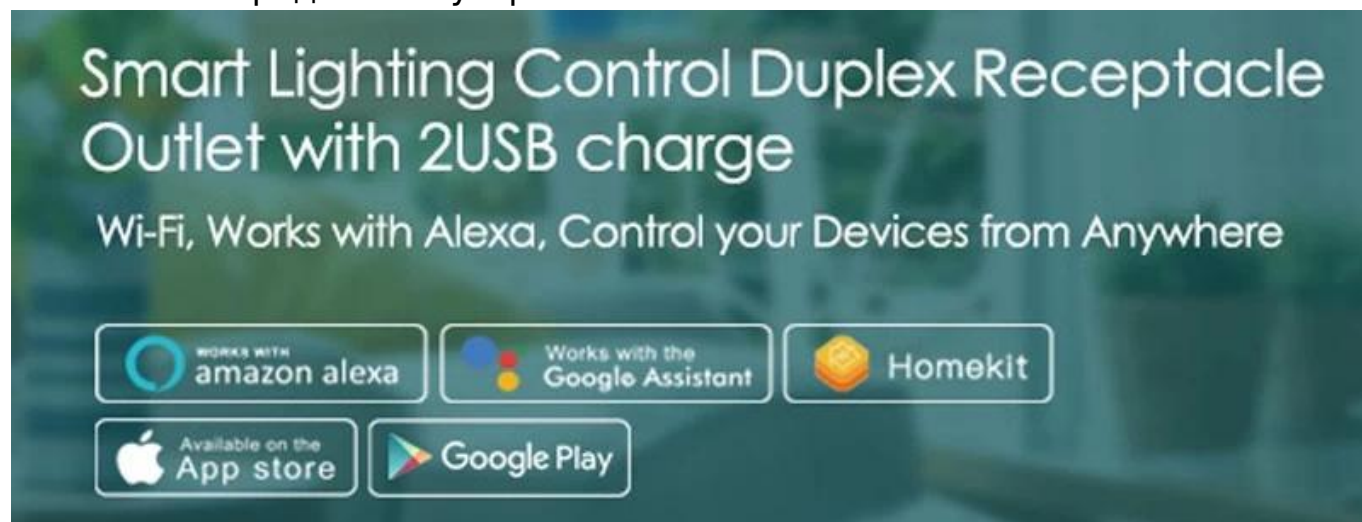 Smart Lighting Control Duplex Receptacle
Outlet with 2USB charge
Wi-Fi, Works with Alexa, Control your Devices from Anywhere
WORKS WITH
amazon alexa
Works with the
Google Assistant
Homekit
Available on the
App store
Google Play